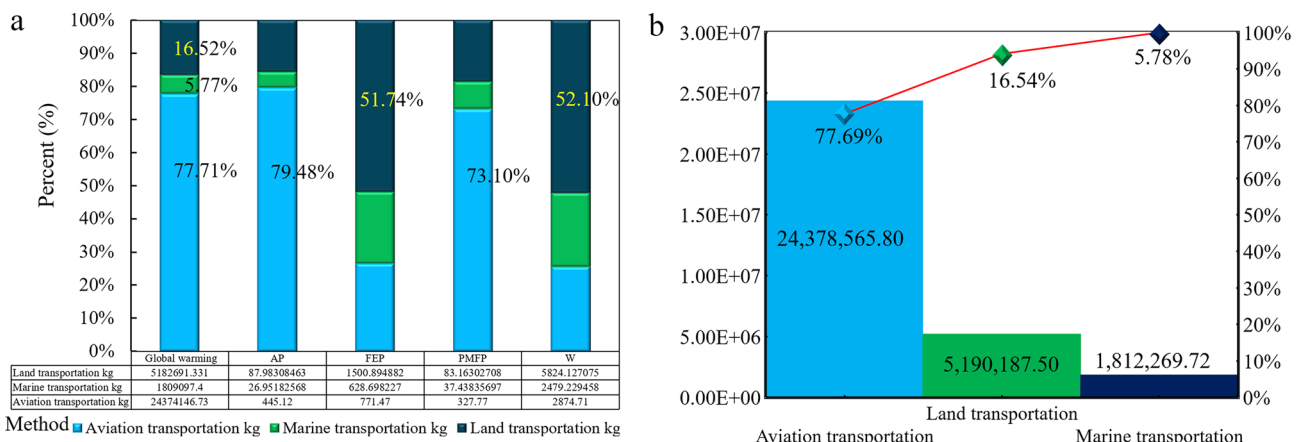 a
100%
90%
80%
70%
60%
50%
40%
30%
20%
10%
0%
Percent (%)
16.52%
5.77%
77.71%
79.48%
51.74%
73.10%
52.10%
Global warming AP FEP PMFP W
Land transportation kg 5182691.331 87.98308463 1500.894882 83.16302708 5824.127075
Marine transportation kg 1809097.4 26.95182568 628.698227 37.43835697 2479.229458
Aviation transportation kg 24374146.73 445.12 771.47 327.77 2874.71
Method Aviation transportation kg Marine transportation kg Land transportation kg
b
3.00E+07
2.50E+07
2.00E+07
1.50E+07
1.00E+07
5.00E+06
0.00E+00
77.69%
16.54%
5.78%
24,378,565.80
5,190,187.50
1,812,269.72
100%
90%
80%
70%
60%
50%
40%
30%
20%
10%
0%
Land transportation
Aviation transportation Marine transportation